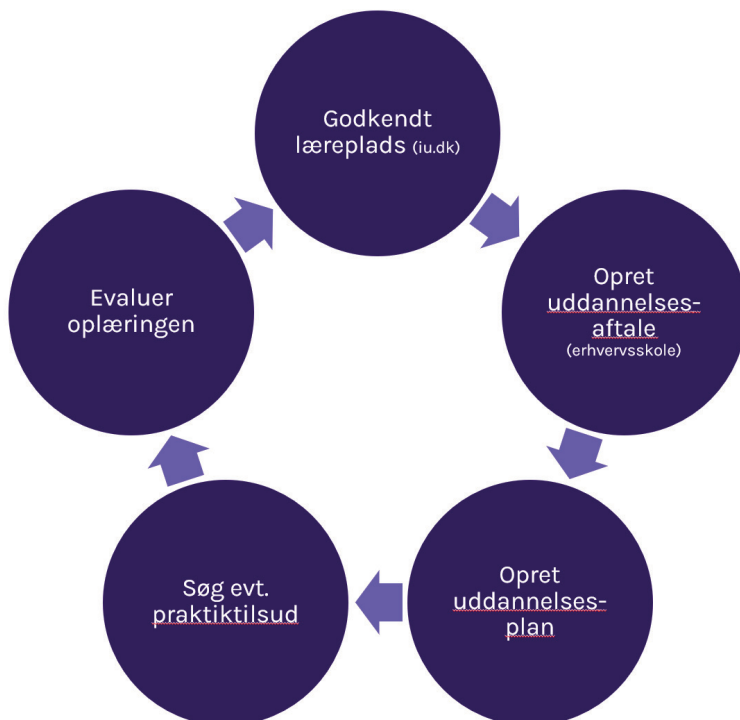 Godkendt
læreplads (iu.dk)
Opret
uddannelses-
aftale
(erhvervsskole)
Opret
uddannelses-
plan
Søg evt.
praktiktilsud
Evaluer
oplæringen